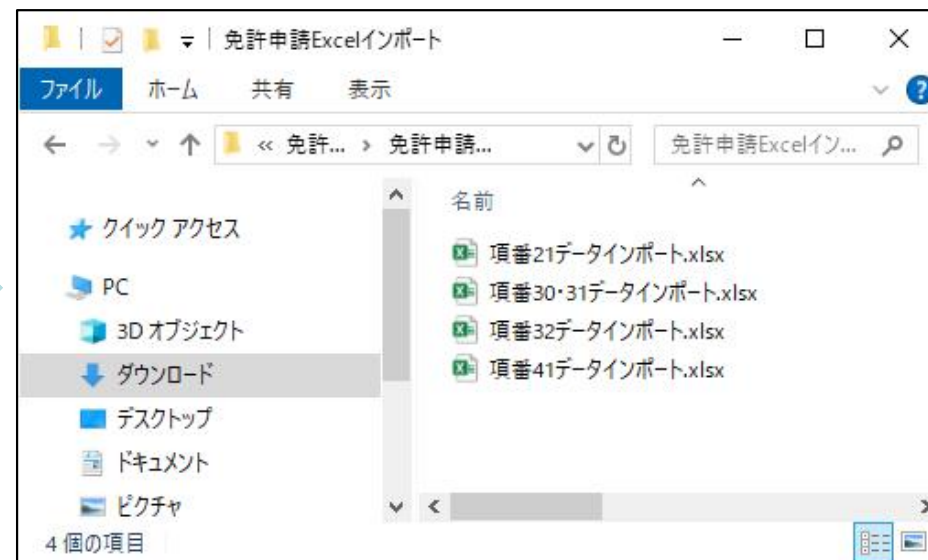 免許申請Excelインポート
ファイル ホーム 共有 表示
« 免許... › 免許申請... 免許申請Excelイン...
名前
クイック アクセス
PC
3D オブジェクト
ダウンロード
デスクトップ
ドキュメント
ピクチャ
項番21データインポート.xlsx
項番30・31データインポート.xlsx
項番32データインポート.xlsx
項番41データインポート.xlsx
4 個の項目